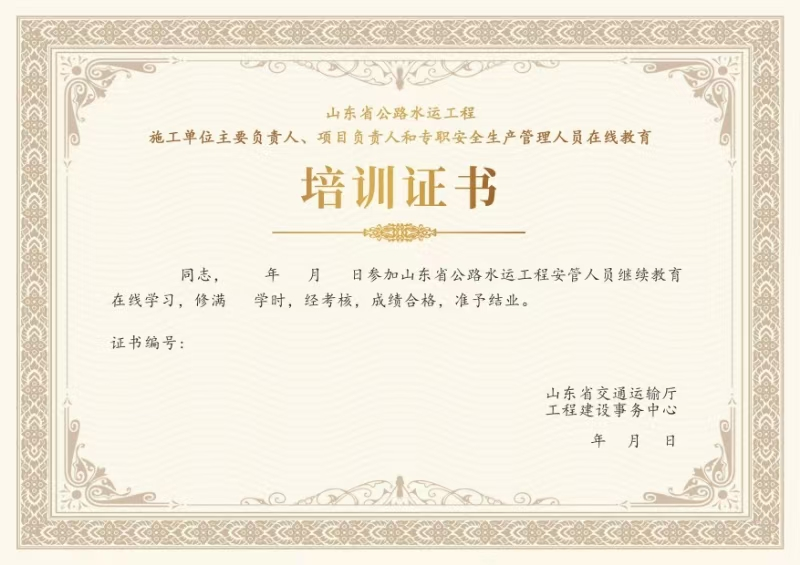 山东省公路水运工程
施工单位主要负责人、项目负责人和专职安全生产管理人员在线教育
培训证书
同志， 年 月 日参加山东省公路水运工程安管人员继续教育
在线学习，修满 学时，经考核，成绩合格，准予结业。
证书编号：
山东省交通运输厅
工程建设事务中心
年 月 日